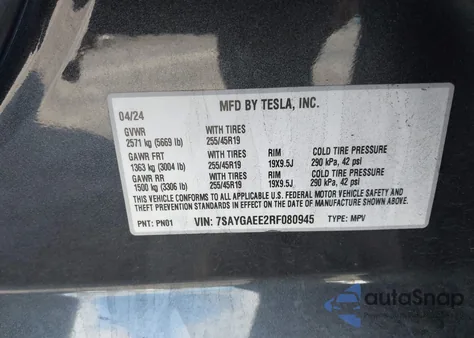 MFD BY TESLA, INC.
04/24
GVWR WITH TIRES
2571 kg (5669 lb) 255/45R19
GAWR FRT WITH TIRES RIM COLD TIRE PRESSURE
1363 kg (3004 lb) 255/45R19 19X9.5J 290 kPa, 42 psi
GAWR RR WITH TIRES RIM COLD TIRE PRESSURE
1500 kg (3306 lb) 255/45R19 19X9.5J 290 kPa, 42 psi
THIS VEHICLE CONFORMS TO ALL APPLICABLE U.S. FEDERAL MOTOR VEHICLE SAFETY AND
THEFT PREVENTION STANDARDS IN EFFECT ON THE DATE OF MANUFACTURE SHOWN ABOVE.
PNT: PN01 VIN: 7SAYGAEE2RF080945 TYPE: MPV
autoSnap